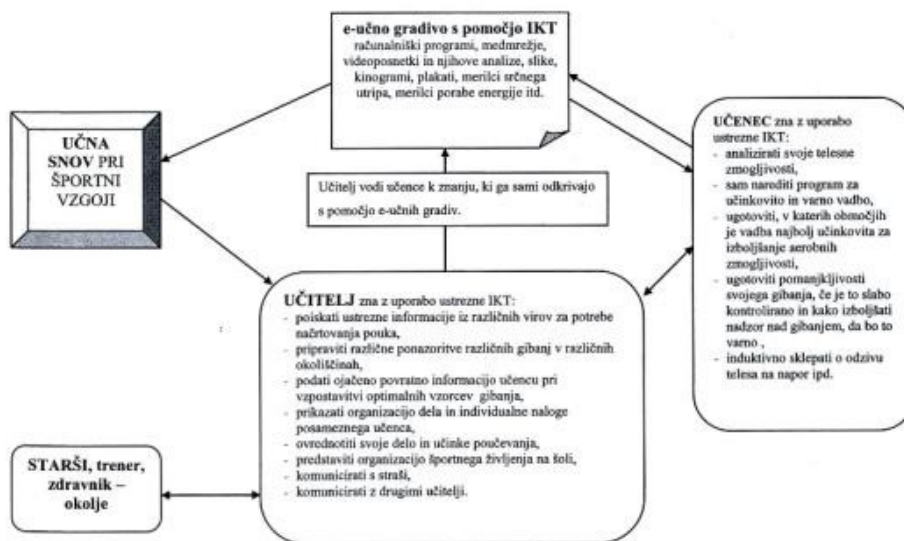 e-učno gradivo s pomočjo IKT
računalniški programi, medmrežje,
videoposnetki in njihove analize, slike,
kinogrami, plakati, merilci srčnega
utripa, merilci porabe energije itd.
UČNA
SNOV PRI
ŠPORTNI
VZGOJI
Učitelj vodi učence k znanju, ki ga sami odkrivajo
s pomočjo e-učnih gradiv.
UČENEC zna z uporabo
ustrezne IKT:
- analizirati svoje telesne
zmogljivosti,
- sam narediti program za
učinkovito in varno vadbo,
- ugotoviti, v katerih območjih
je vadba najbolj učinkovita za
izboljšanje aerobnih
zmogljivosti,
- ugotoviti pomanjkljivosti
svojega gibanja, če je to slabo
kontrolirano in kako izboljšati
nadzor nad gibanjem, da bo to
varno ,
- induktivno sklepati o odzivu
telesa na napor ipd.
UČITELJ zna z uporabo ustrezne IKT:
- poiskati ustrezne informacije iz različnih virov za potrebe
načrtovanja pouka,
- pripraviti različne ponazoritve različnih gibanj v različnih
okoliščinah,
- podati ojačeno povratno informacijo učencu pri
vzpostavitvi optimalnih vzorcev gibanja,
- prikazati organizacijo dela in individualne naloge
posameznega učenca,
- ovrednotiti svoje delo in učinke poučevanja,
- predstaviti organizacijo športnega življenja na šoli,
- komunicirati s straši,
- komunicirati z drugimi učitelji.
STARŠI, trener,
zdravnik –
okolje